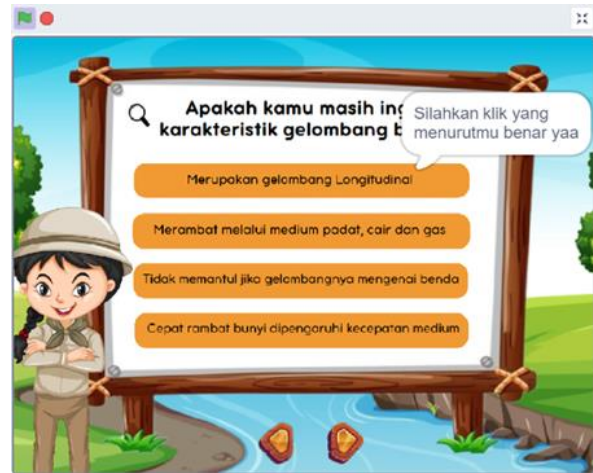 Apakah kamu masih ing
karakteristik gelombang b
Silahkan klik yang
menurutmu benar yaa
Merupakan gelombang Longitudinal
Merambat melalui medium padat, cair dan gas
Tidak memantul jika gelombangnya mengenai benda
Cepat rambat bunyi dipengaruhi kecepatan medium